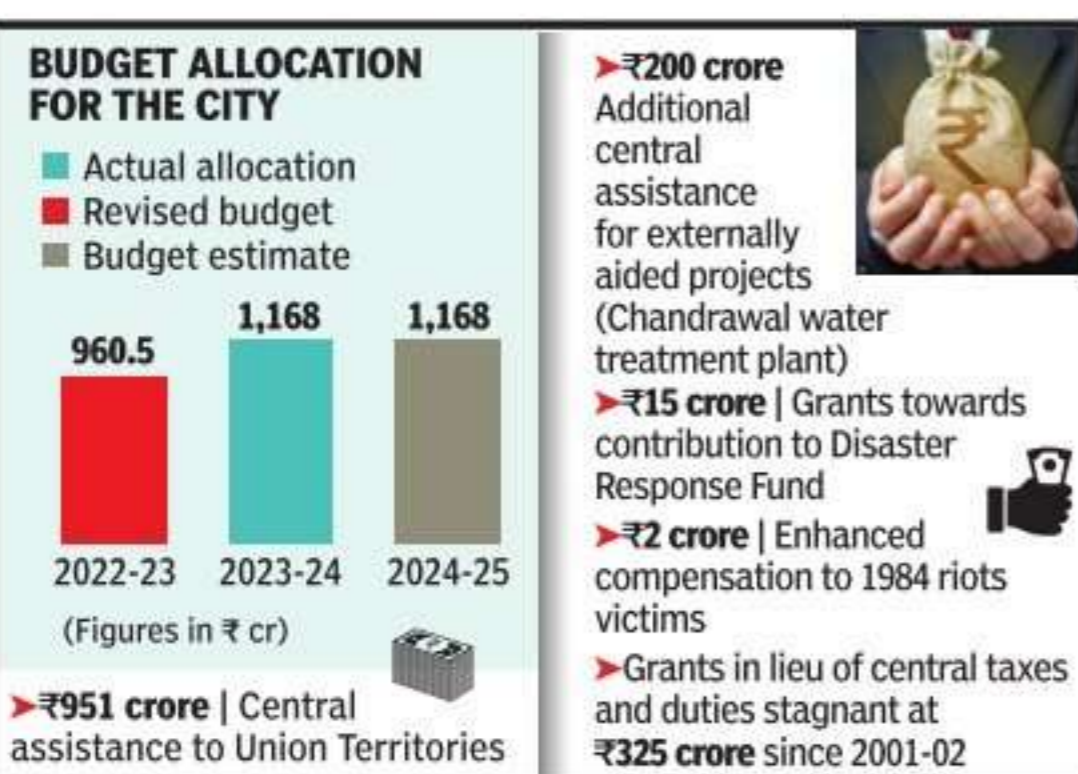 BUDGET ALLOCATION
FOR THE CITY
Actual allocation
Revised budget
Budget estimate
960.5
1,168
1,168
2022-23
2023-24
2024-25
(Figures in ₹ cr)
➤₹951 crore | Central
assistance to Union Territories
➤₹200 crore
Additional
central
assistance
for externally
aided projects
(Chandrawal water
treatment plant)
➤₹15 crore | Grants towards
contribution to Disaster
Response Fund
➤₹2 crore | Enhanced
compensation to 1984 riots
victims
➤Grants in lieu of central taxes
and duties stagnant at
₹325 crore since 2001-02
₹